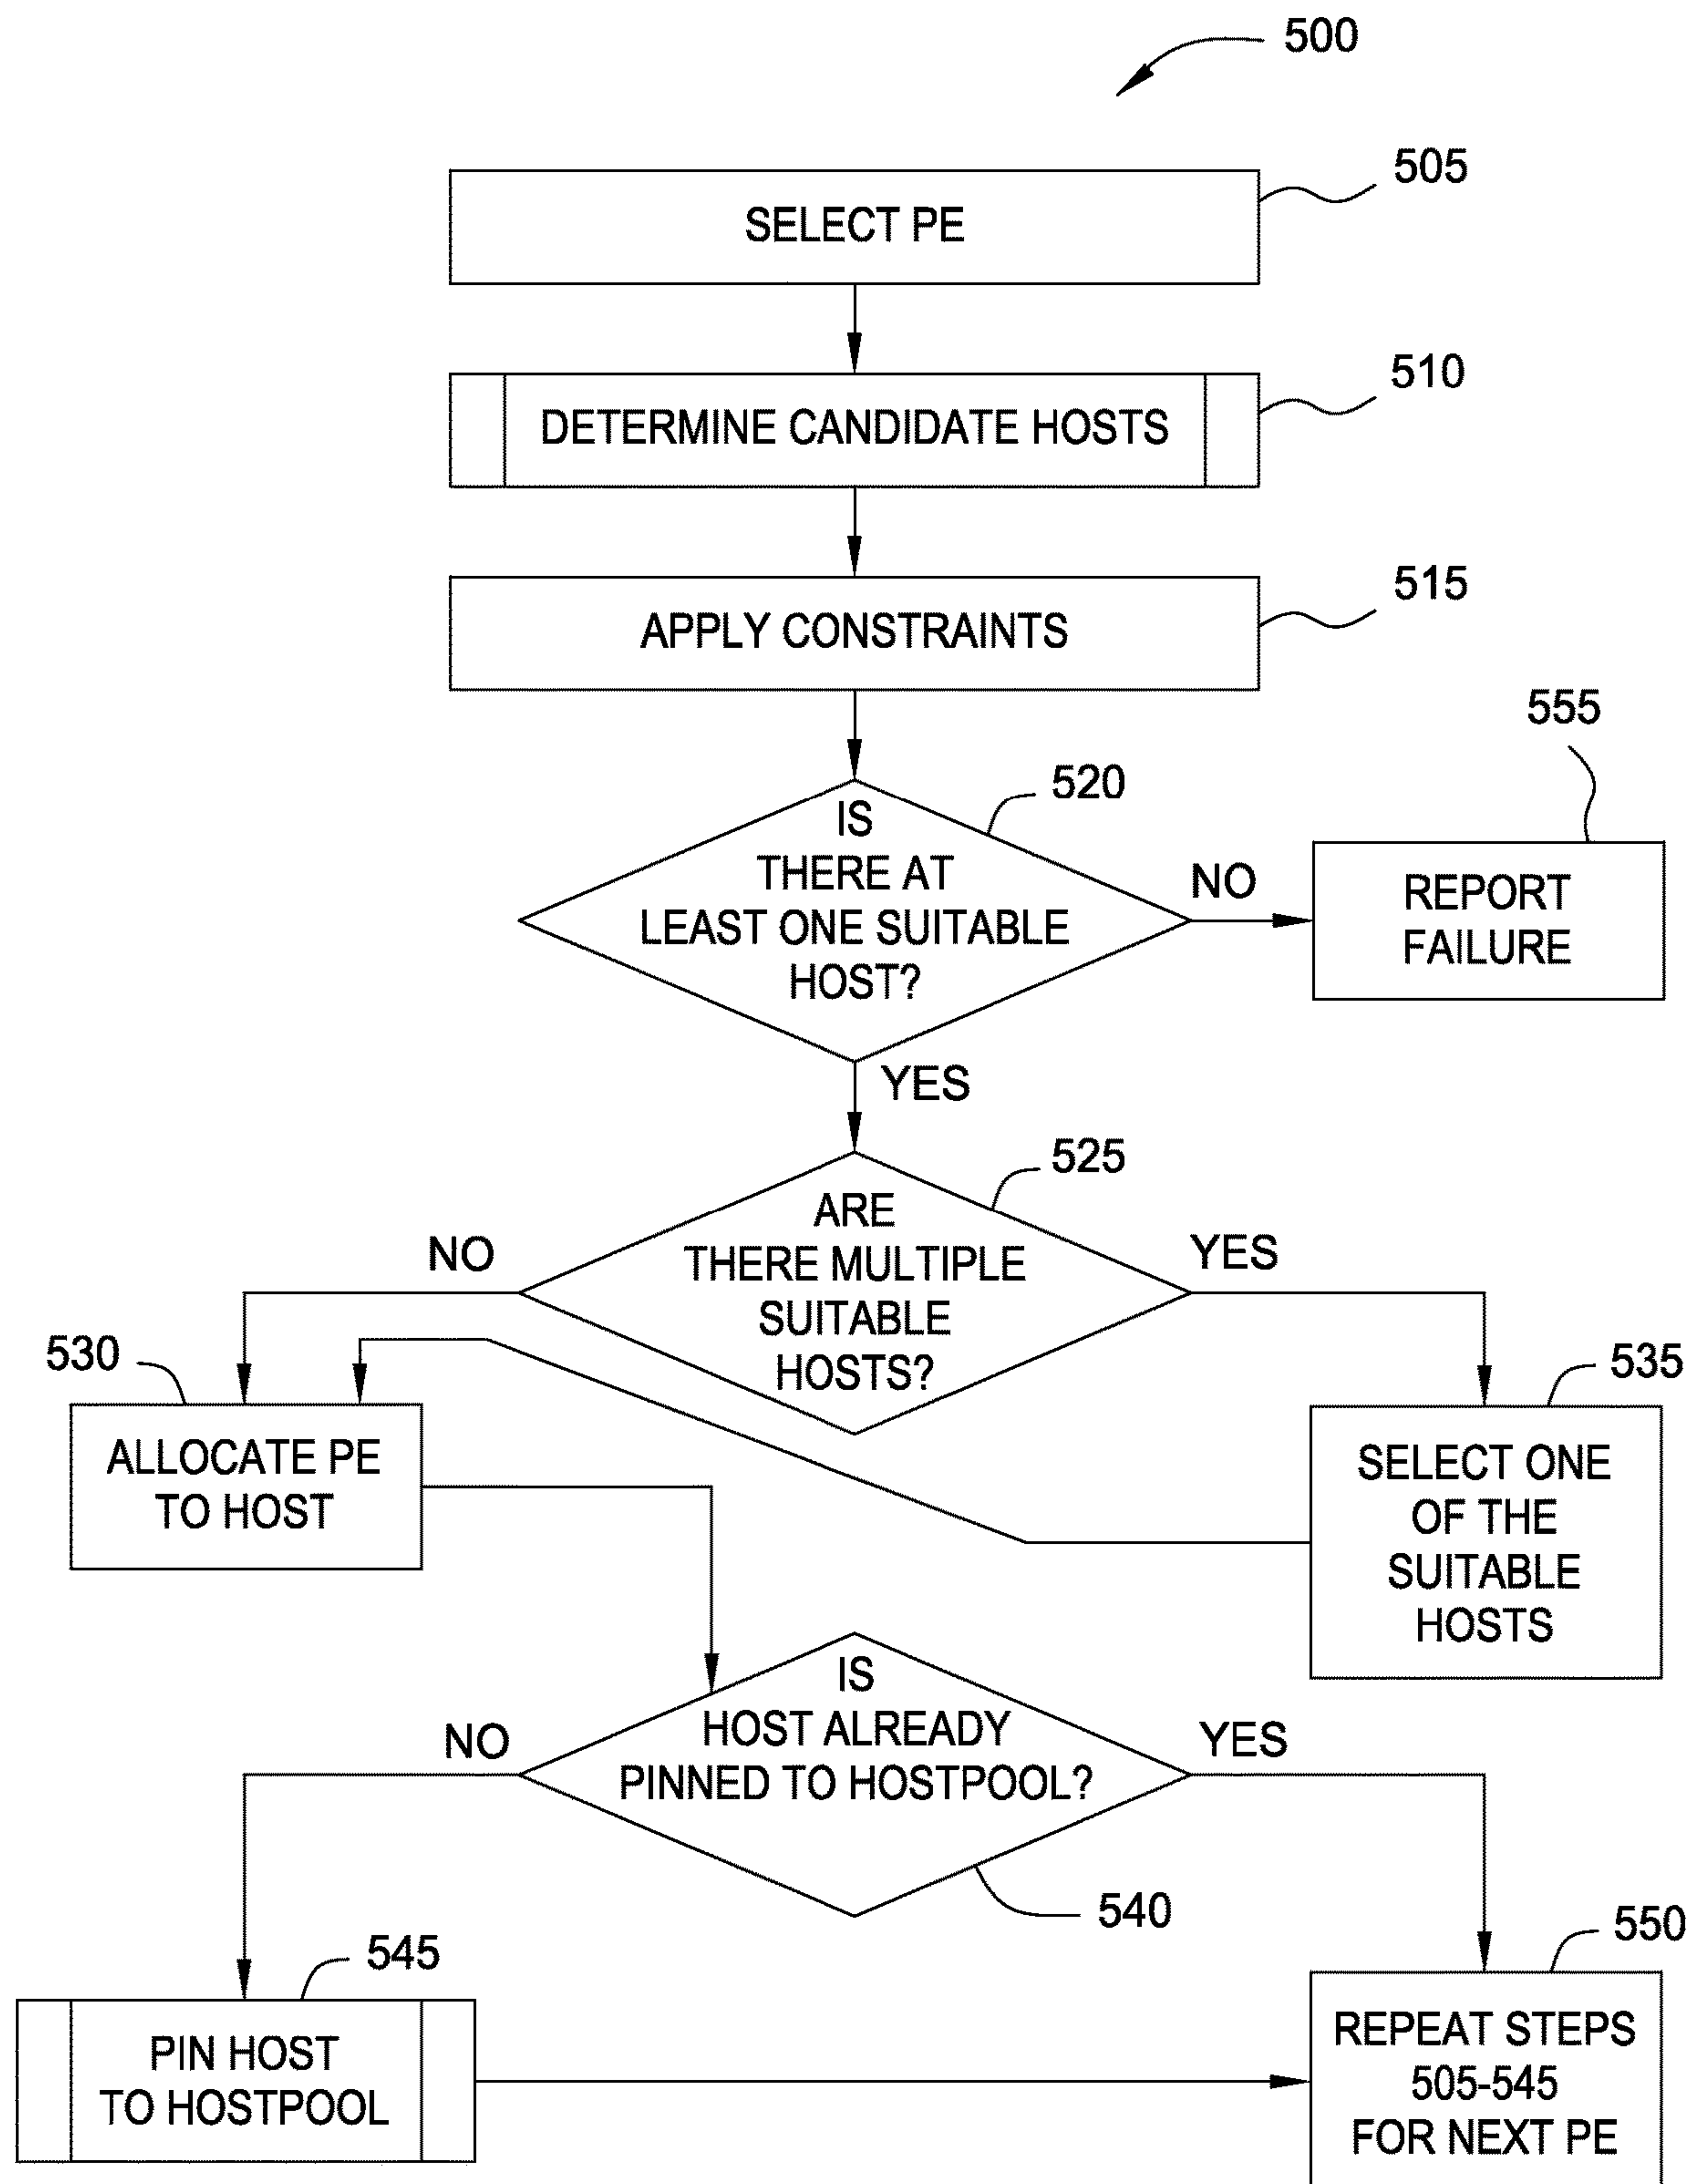 500
505
SELECT PE
510
DETERMINE CANDIDATE HOSTS
515
APPLY CONSTRAINTS
555
520
IS
THERE AT
LEAST ONE SUITABLE
HOST?
NO
REPORT
FAILURE
YES
525
ARE
THERE MULTIPLE
SUITABLE
HOSTS?
NO
YES
530
535
ALLOCATE PE
TO HOST
SELECT ONE
OF THE
SUITABLE
HOSTS
IS
HOST ALREADY
PINNED TO HOSTPOOL?
NO
YES
540
545
550
PIN HOST
TO HOSTPOOL
REPEAT STEPS
505-545
FOR NEXT PE